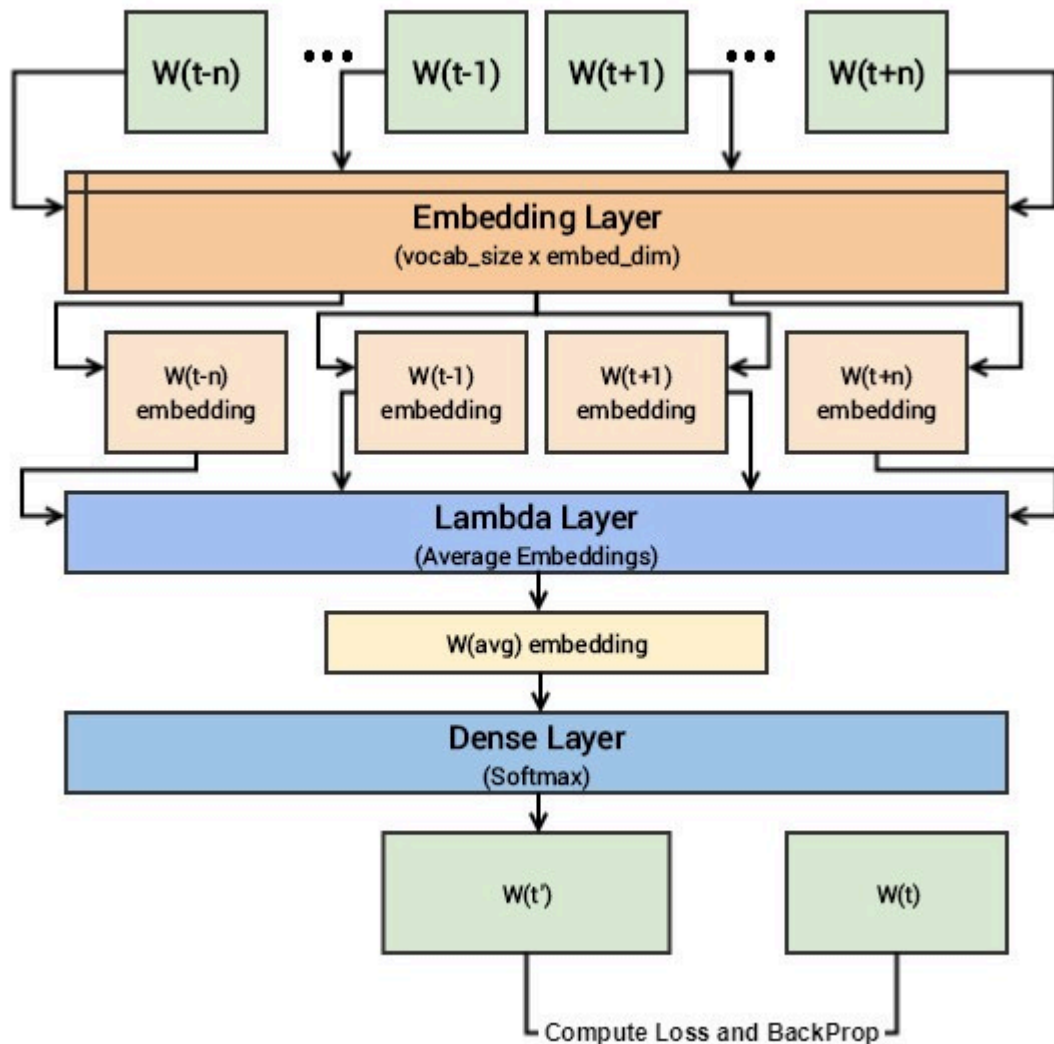 W(t-n)
•••
W(t-1)
W(t+1)
•••
W(t+n)
Embedding Layer
(vocab_size x embed_dim)
W(t-n)
embedding
W(t-1)
embedding
W(t+1)
embedding
W(t+n)
embedding
Lambda Layer
(Average Embeddings)
W(avg) embedding
Dense Layer
(Softmax)
W(t')
W(t)
Compute Loss and BackProp